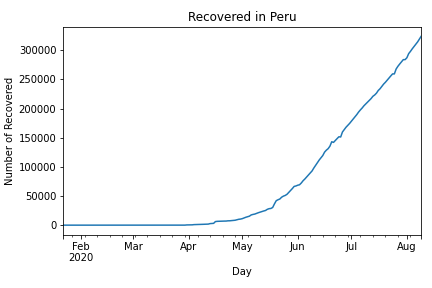 Recovered in Peru
Number of Recovered
300000
250000
200000
150000
100000
50000
0
Feb Mar Apr May Jun Jul Aug
2020
Day